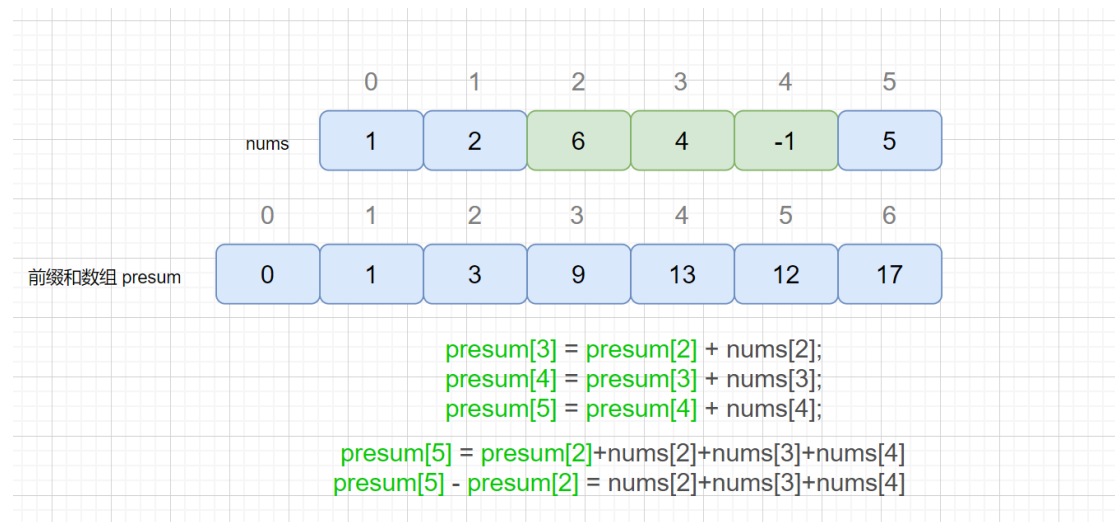 0 1 2 3 4 5
nums 1 2 6 4 -1 5
0 1 2 3 4 5 6
前缀和数组 presum 0 1 3 9 13 12 17
presum[3] = presum[2] + nums[2];
presum[4] = presum[3] + nums[3];
presum[5] = presum[4] + nums[4];
presum[5] = presum[2]+nums[2]+nums[3]+nums[4]
presum[5] - presum[2] = nums[2]+nums[3]+nums[4]